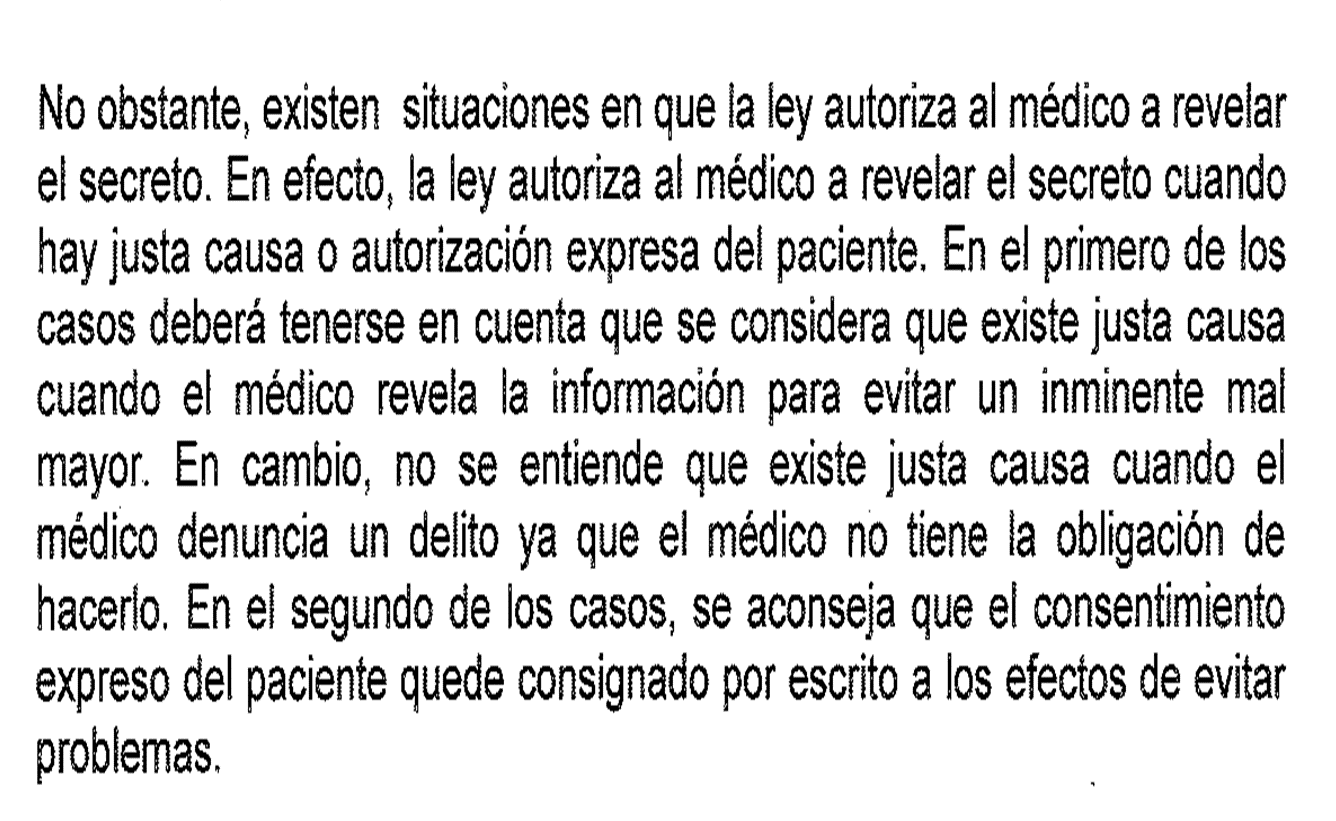 No obstante, existen situaciones en que la ley autoriza al médico a revelar
el secreto. En efecto, la ley autoriza al médico a revelar el secreto cuando
hay justa causa o autorización expresa del paciente. En el primero de los
casos deberá tenerse en cuenta que se considera que existe justa causa
cuando el médico revela la información para evitar un inminente mal
mayor. En cambio, no se entiende que existe justa causa cuando el
médico denuncia un delito ya que el médico no tiene la obligación de
hacerlo. En el segundo de los casos, se aconseja que el consentimiento
expreso del paciente quede consignado por escrito a los efectos de evitar
problemas.